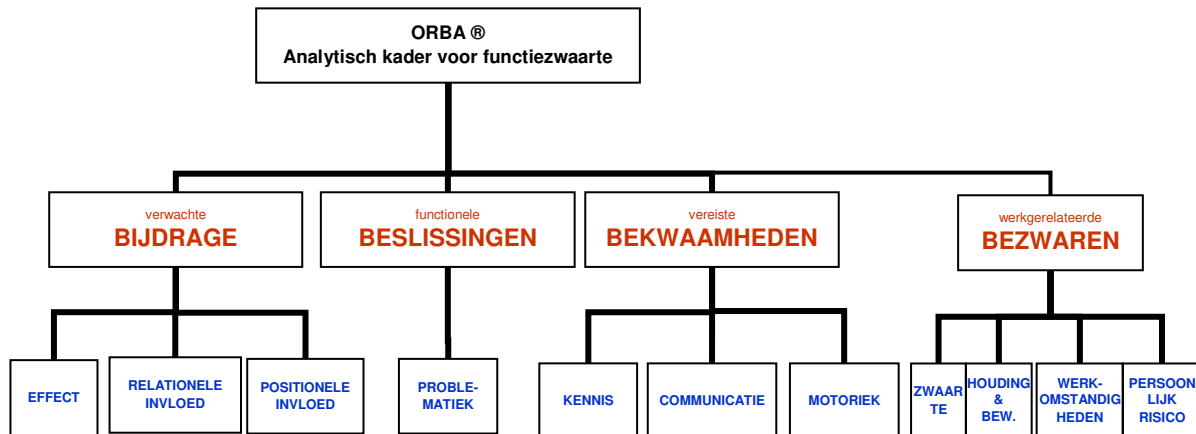 ORBA ®
Analytisch kader voor functiezwaarte
verwachte
BIJDRAGE
functionele
BESLISSINGEN
vereiste
BEKWAAMHEDEN
werkgerelateerde
BEZWAREN
EFFECT
RELATIONELE
INVLOED
POSITIONELE
INVLOED
PROBLE-
MATIEK
KENNIS
COMMUNICATIE
MOTORIEK
ZWAAR
TE
HOUDING
&
BEW.
WERK-
OMSTANDIG
HEDEN
PERSOON
LIJK
RISICO